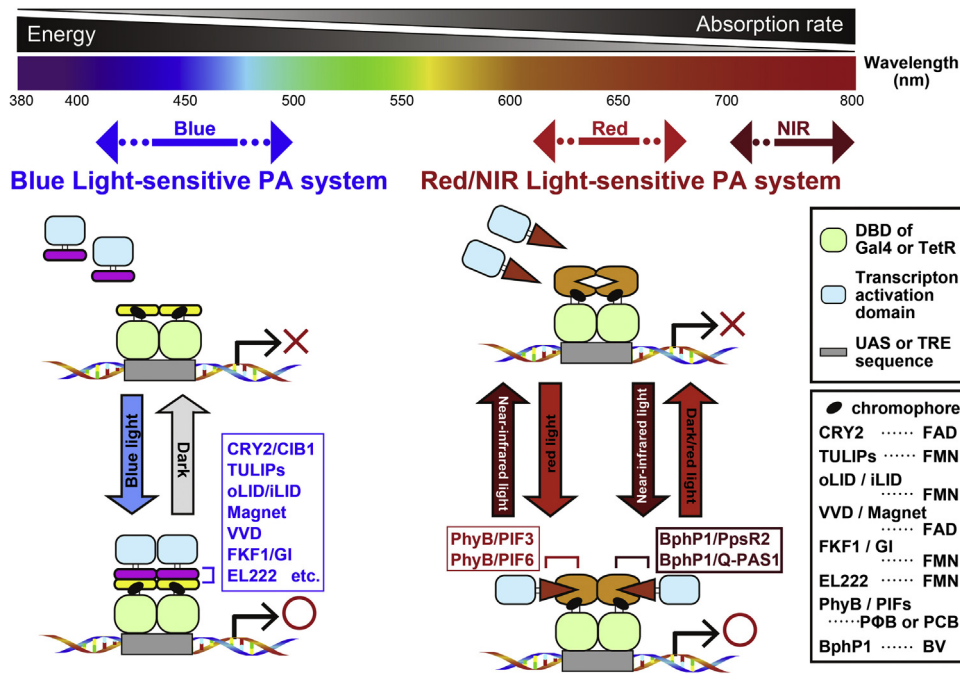 Energy
Absorption rate
Wavelength
(nm)
380 400 450 500 550 600 650 700 800
Blue
Red
NIR
Blue Light-sensitive PA system
Red/NIR Light-sensitive PA system
DBD of
Gal4 or TetR
Transcripton
activation
domain
UAS or TRE
sequence
Blue light
Dark
CRY2/CIB1
TULIPs
oLID/iLID
Magnet
VVD
FKF1/GI
EL222 etc.
Near-infrared light
red light
Near-infrared light
Dark/red light
PhyB/PIF3
PhyB/PIF6
BphP1/PpsR2
BphP1/Q-PAS1
chromophore
CRY2 ······ FAD
TULIPs ······ FMN
oLID / iLID
······ FMN
VVD / Magnet
······ FAD
FKF1 / GI
······ FMN
EL222 ······ FMN
PhyB / PIFs
······PΦB or PCB
BphP1 ······ BV